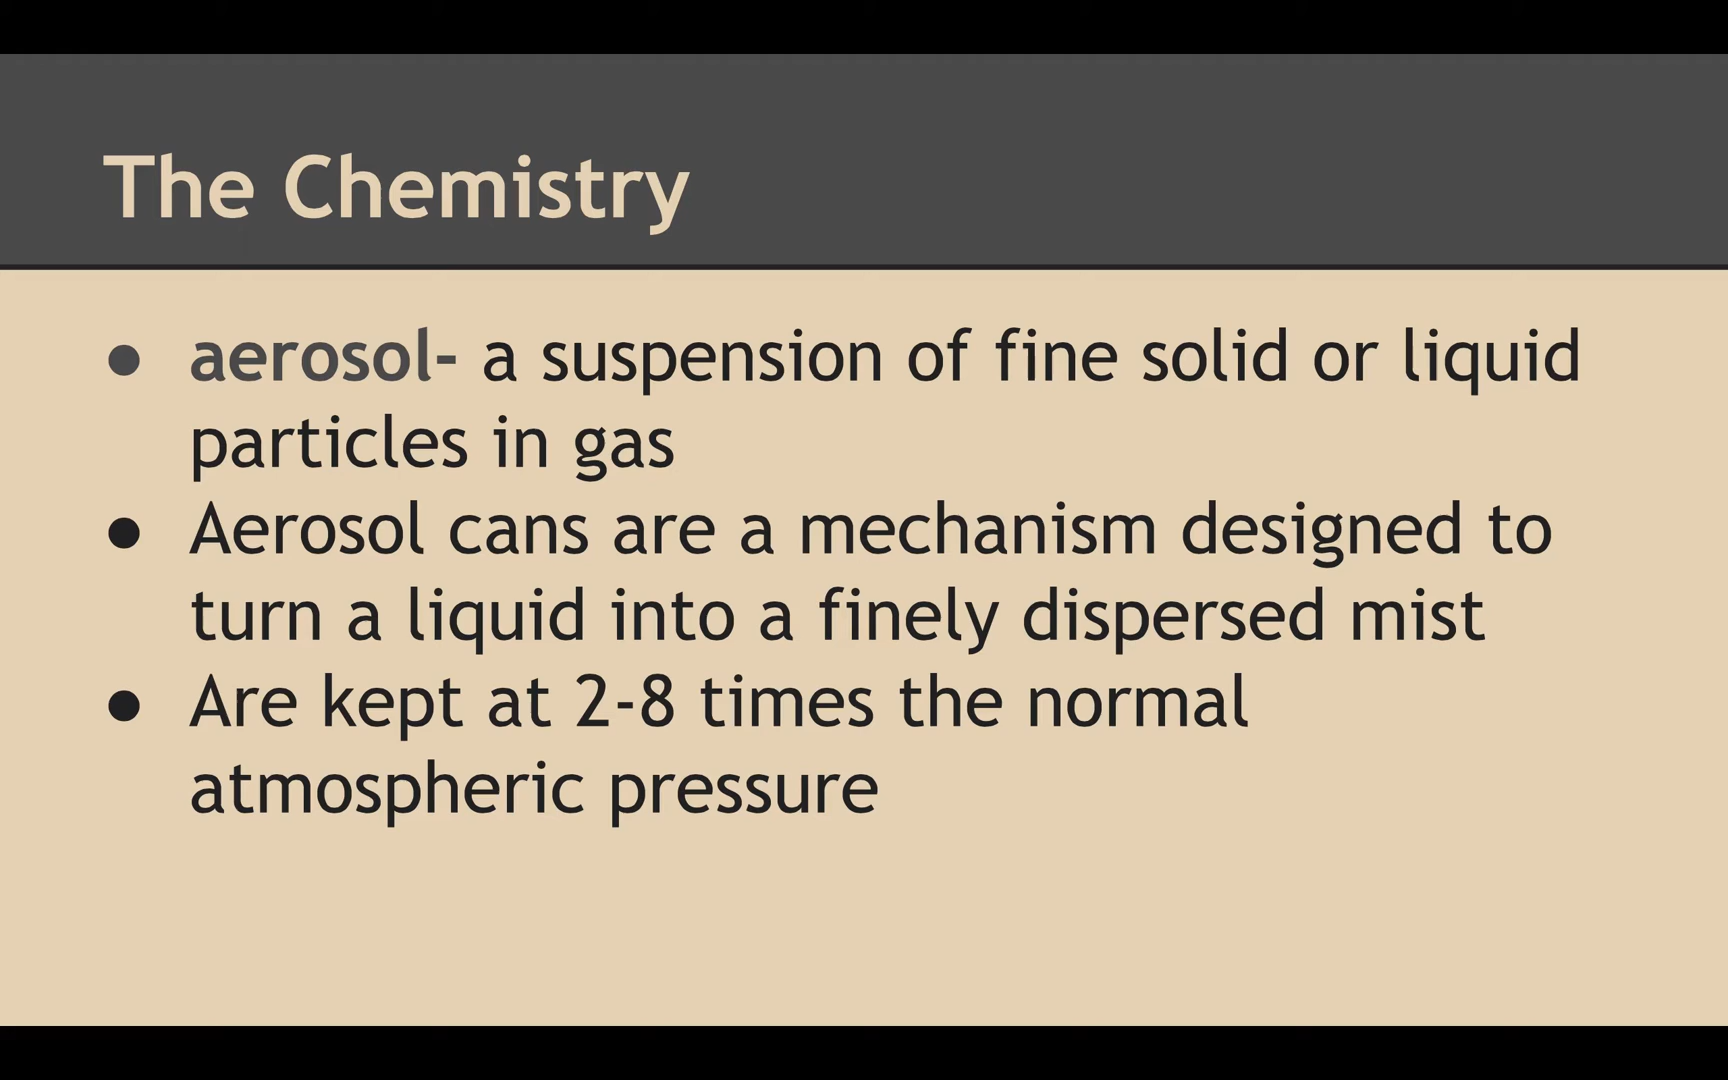 The Chemistry
● aerosol- a suspension of fine solid or liquid
particles in gas
● Aerosol cans are a mechanism designed to
turn a liquid into a finely dispersed mist
● Are kept at 2-8 times the normal
atmospheric pressure